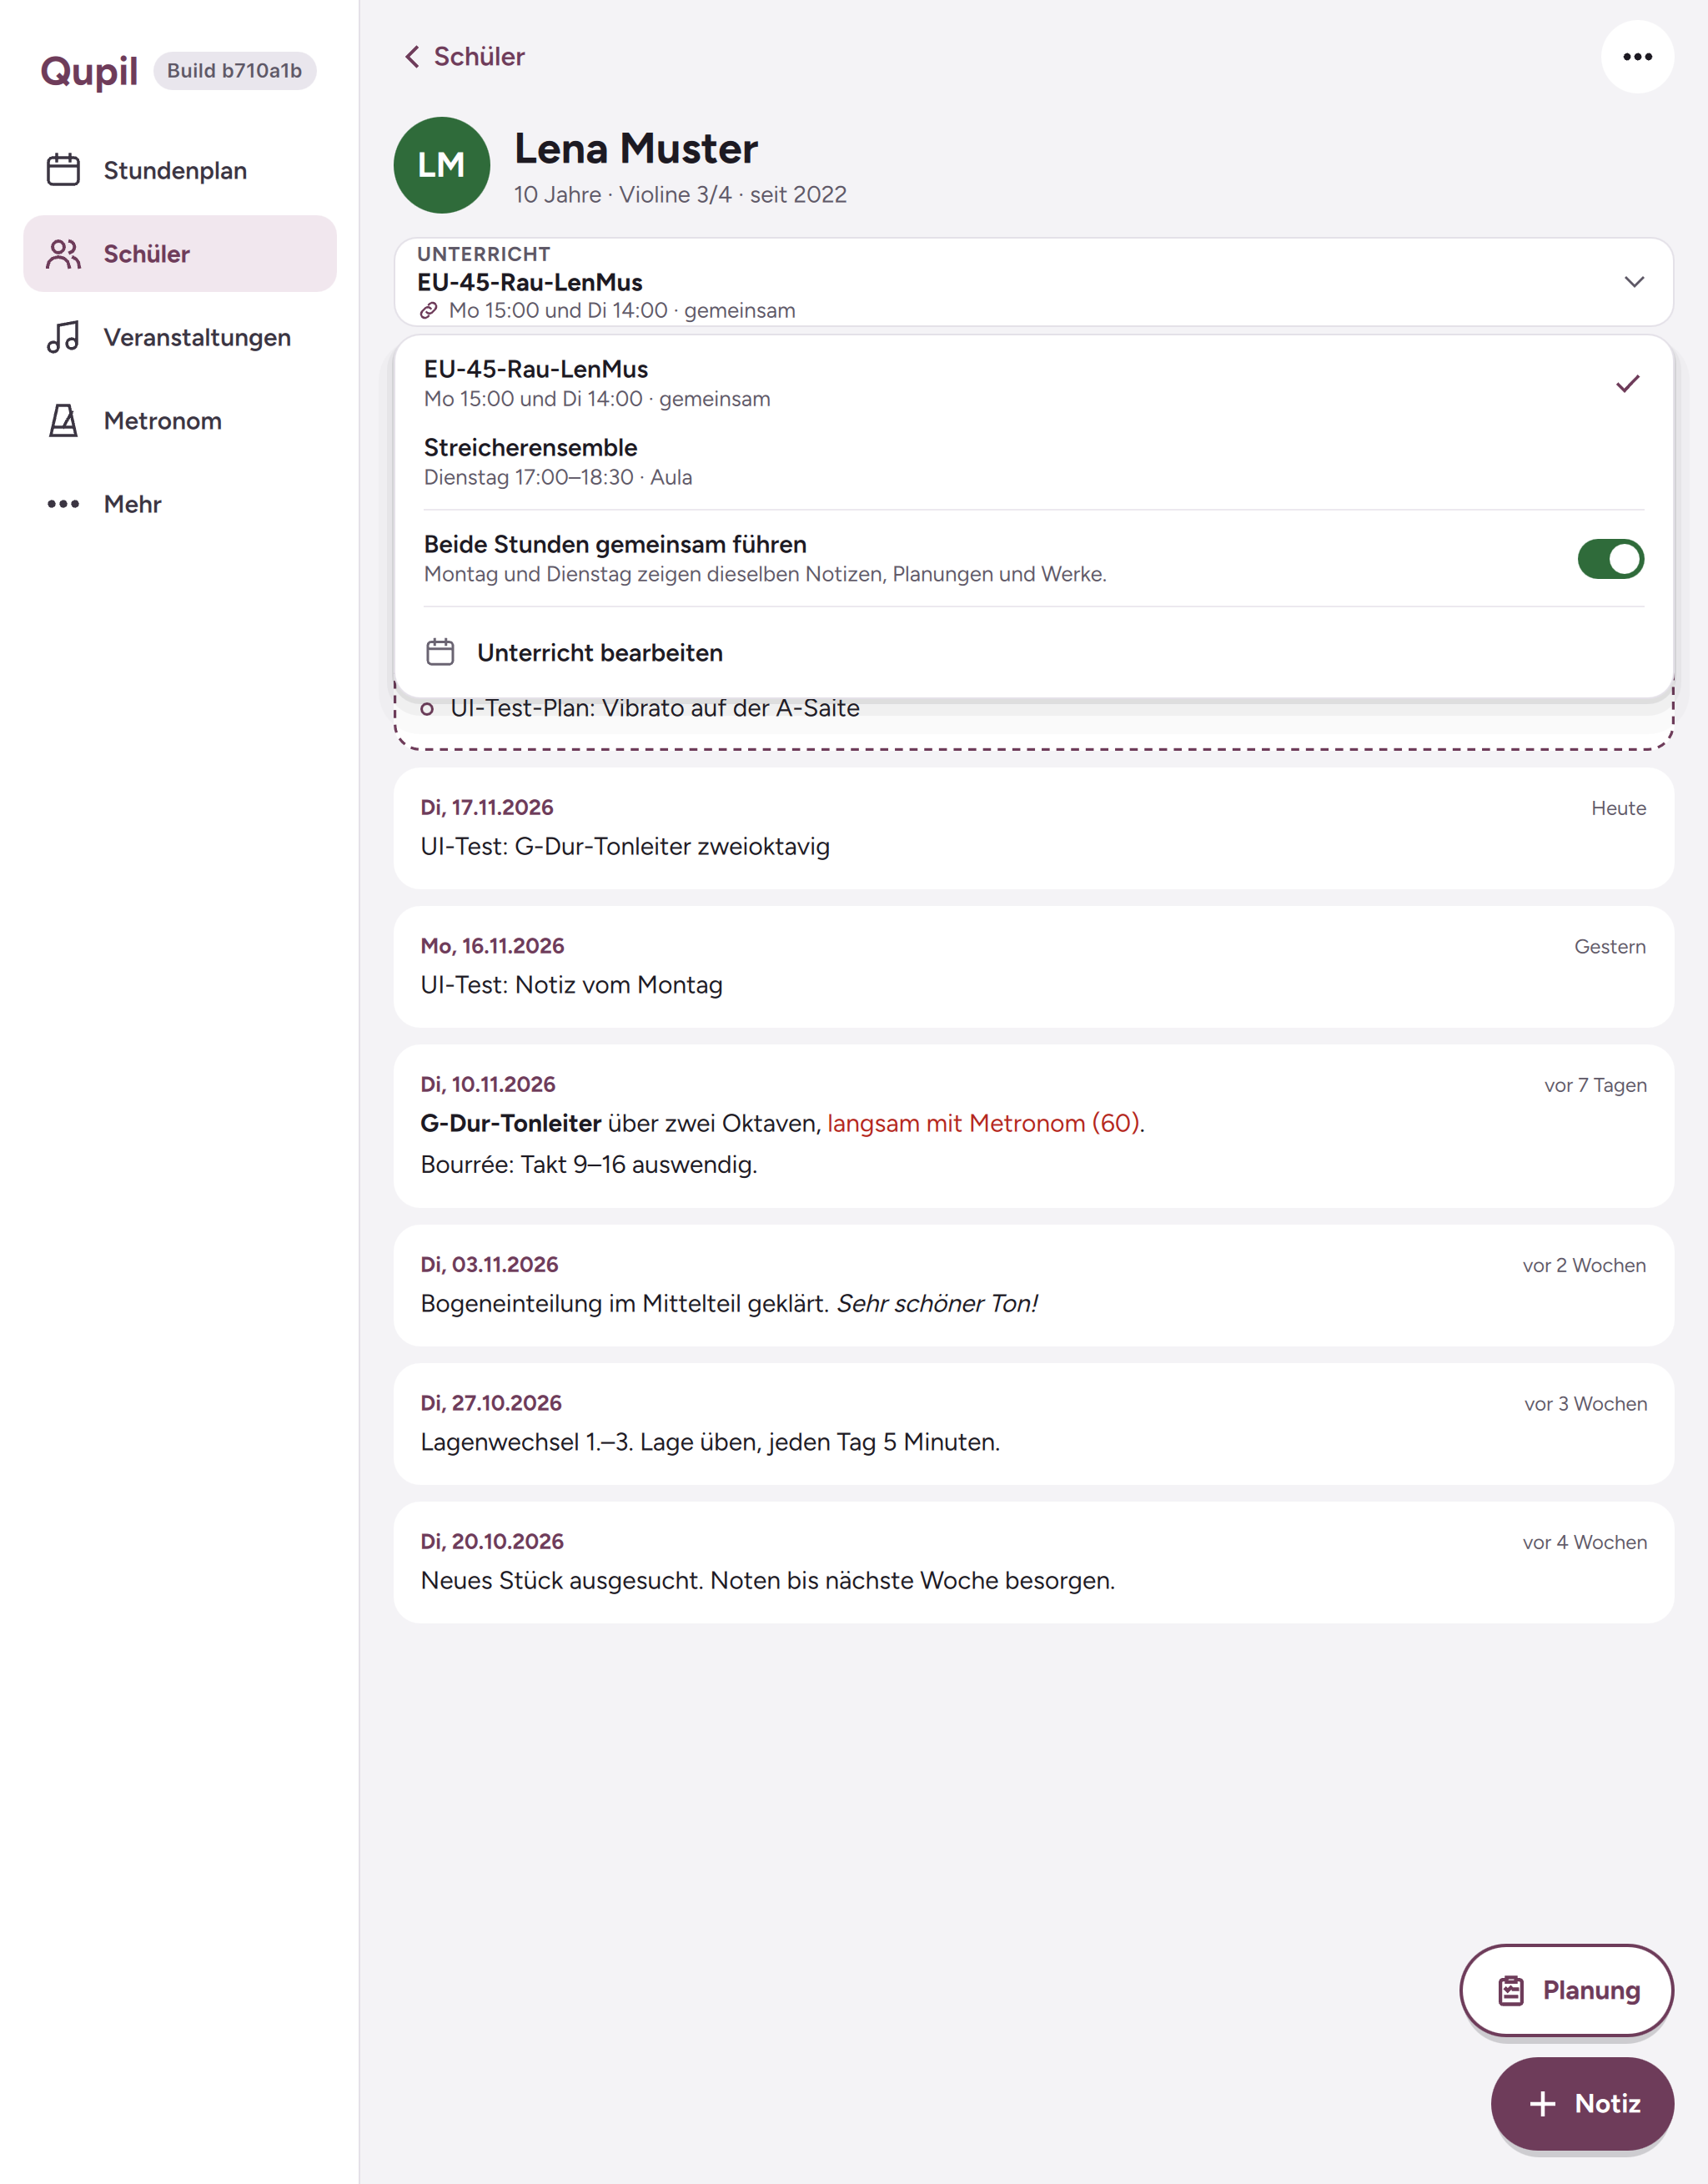 Qupil Build b710a1b
Stundenplan
Schüler
Veranstaltungen
Metronom
Mehr
Schüler
LM
Lena Muster
10 Jahre · Violine 3/4 · seit 2022
UNTERRICHT
EU-45-Rau-LenMus
Mo 15:00 und Di 14:00 · gemeinsam
EU-45-Rau-LenMus
Mo 15:00 und Di 14:00 · gemeinsam
Streicherensemble
Dienstag 17:00–18:30 · Aula
Beide Stunden gemeinsam führen
Montag und Dienstag zeigen dieselben Notizen, Planungen und Werke.
Unterricht bearbeiten
UI-Test-Plan: Vibrato auf der A-Saite
Di, 17.11.2026 Heute
UI-Test: G-Dur-Tonleiter zweioktavig
Mo, 16.11.2026 Gestern
UI-Test: Notiz vom Montag
Di, 10.11.2026 vor 7 Tagen
G-Dur-Tonleiter über zwei Oktaven, langsam mit Metronom (60).
Bourrée: Takt 9–16 auswendig.
Di, 03.11.2026 vor 2 Wochen
Bogeneinteilung im Mittelteil geklärt. Sehr schöner Ton!
Di, 27.10.2026 vor 3 Wochen
Lagenwechsel 1.–3. Lage üben, jeden Tag 5 Minuten.
Di, 20.10.2026 vor 4 Wochen
Neues Stück ausgesucht. Noten bis nächste Woche besorgen.
Planung
Notiz